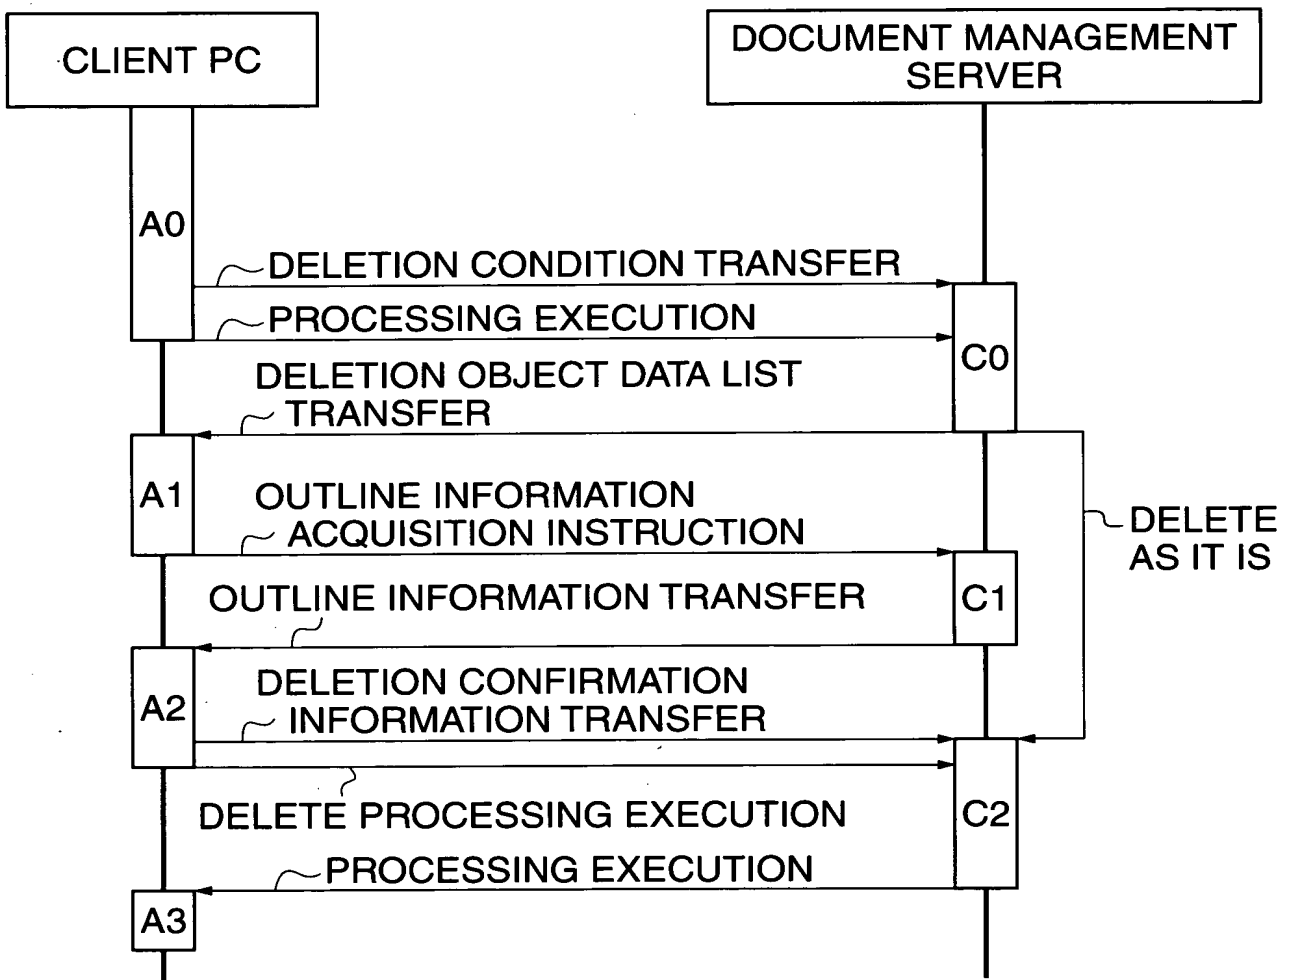 CLIENT PC
DOCUMENT MANAGEMENT
SERVER
A0
DELETION CONDITION TRANSFER
PROCESSING EXECUTION
C0
DELETION OBJECT DATA LIST
TRANSFER
A1
OUTLINE INFORMATION
ACQUISITION INSTRUCTION
DELETE
AS IT IS
OUTLINE INFORMATION TRANSFER
C1
DELETION CONFIRMATION
INFORMATION TRANSFER
A2
DELETE PROCESSING EXECUTION
C2
PROCESSING EXECUTION
A3